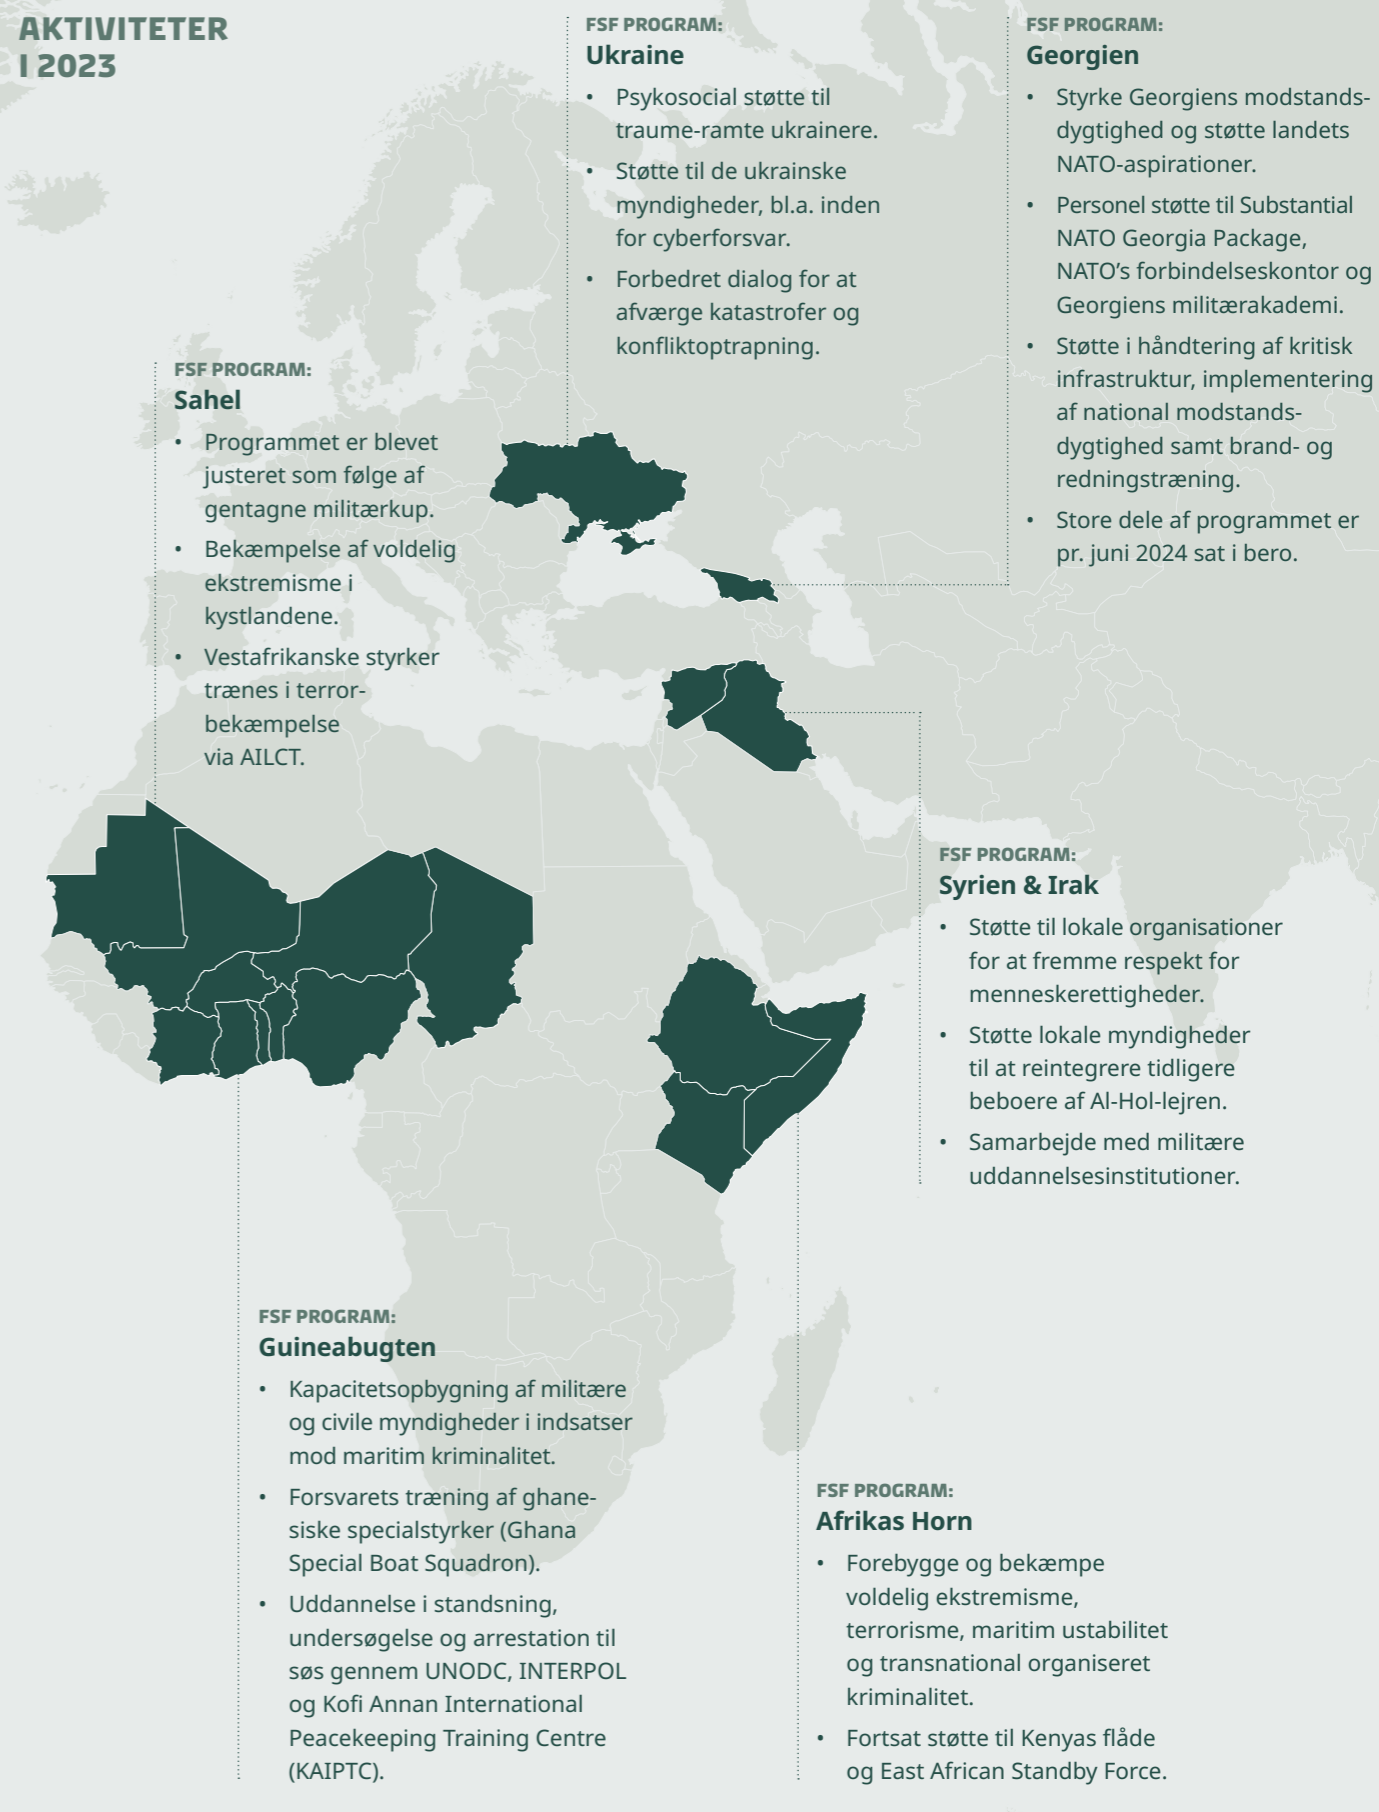 AKTIVITETER
I 2023
FSF PROGRAM:
Ukraine
• Psykosocial støtte til
traume-ramte ukrainere.
• Støtte til de ukrainske
myndigheder, bl.a. inden
for cyberforsvar.
• Forbedret dialog for at
afværge katastrofer og
konfliktoptrapning.
FSF PROGRAM:
Georgien
• Styrke Georgiens modstands-
dygtighed og støtte landets
NATO-aspirationer.
• Personel støtte til Substantial
NATO Georgia Package,
NATO’s forbindelseskontor og
Georgiens militærakademi.
• Støtte i håndtering af kritisk
infrastruktur, implementering
af national modstands-
dygtighed samt brand- og
redningstræning.
• Store dele af programmet er
pr. juni 2024 sat i bero.
FSF PROGRAM:
Sahel
• Programmet er blevet
justeret som følge af
gentagne militærkup.
• Bekæmpelse af voldelig
ekstremisme i
kystlandene.
• Vestafrikanske styrker
trænes i terror-
bekæmpelse
via AILCT.
FSF PROGRAM:
Syrien & Irak
• Støtte til lokale organisationer
for at fremme respekt for
menneskerettigheder.
• Støtte lokale myndigheder
til at reintegrere tidligere
beboere af Al-Hol-lejren.
• Samarbejde med militære
uddannelsesinstitutioner.
FSF PROGRAM:
Guineabugten
• Kapacitetsopbygning af militære
og civile myndigheder i indsatser
mod maritim kriminalitet.
• Forsvarets træning af ghane-
siske specialstyrker (Ghana
Special Boat Squadron).
• Uddannelse i standsning,
undersøgelse og arrestation til
søs gennem UNODC, INTERPOL
og Kofi Annan International
Peacekeeping Training Centre
(KAIPTC).
FSF PROGRAM:
Afrikas Horn
• Forebygge og bekæmpe
voldelig ekstremisme,
terrorisme, maritim ustabilitet
og transnational organiseret
kriminalitet.
• Fortsat støtte til Kenyas flåde
og East African Standby Force.